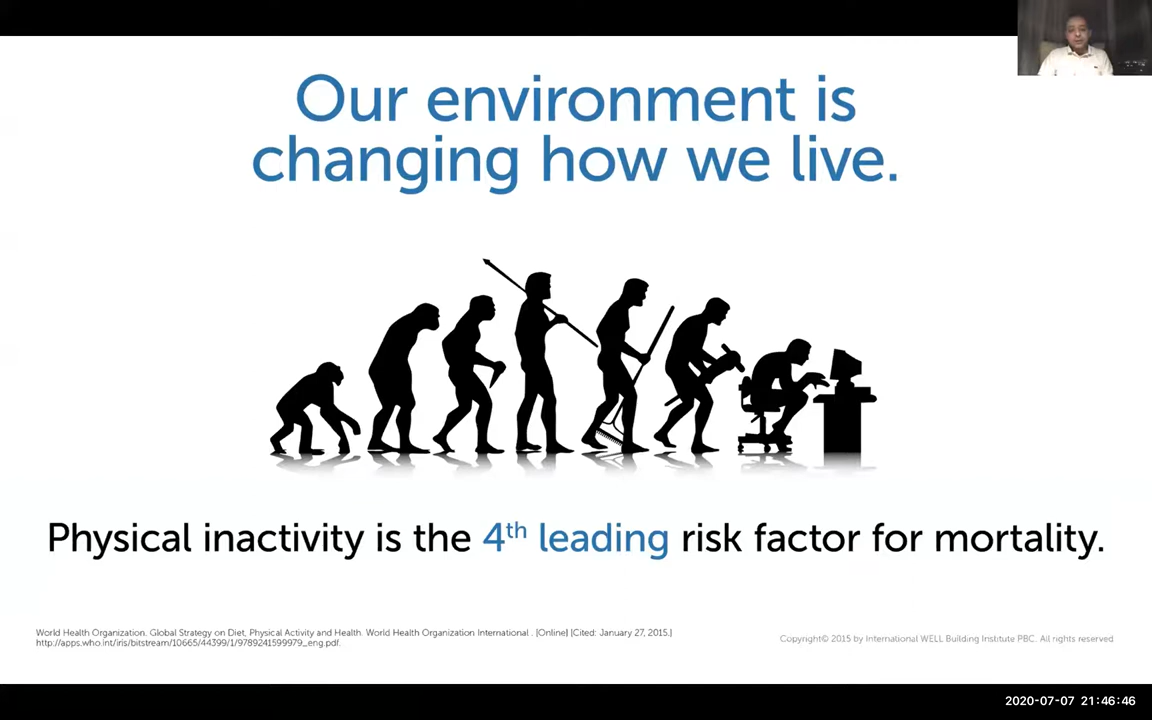 Our environment is
changing how we live.
Physical inactivity is the 4th leading risk factor for mortality.
World Health Organization. Global Strategy on Diet, Physical Activity and Health. World Health Organization International . [Online] [Cited: January 27, 2015.]
http://apps.who.int/iris/bitstream/10665/44399/1/9789241599979_eng.pdf.
Copyright© 2015 by International WELL Building Institute PBC. All rights reserved
2020-07-07 21:46:46